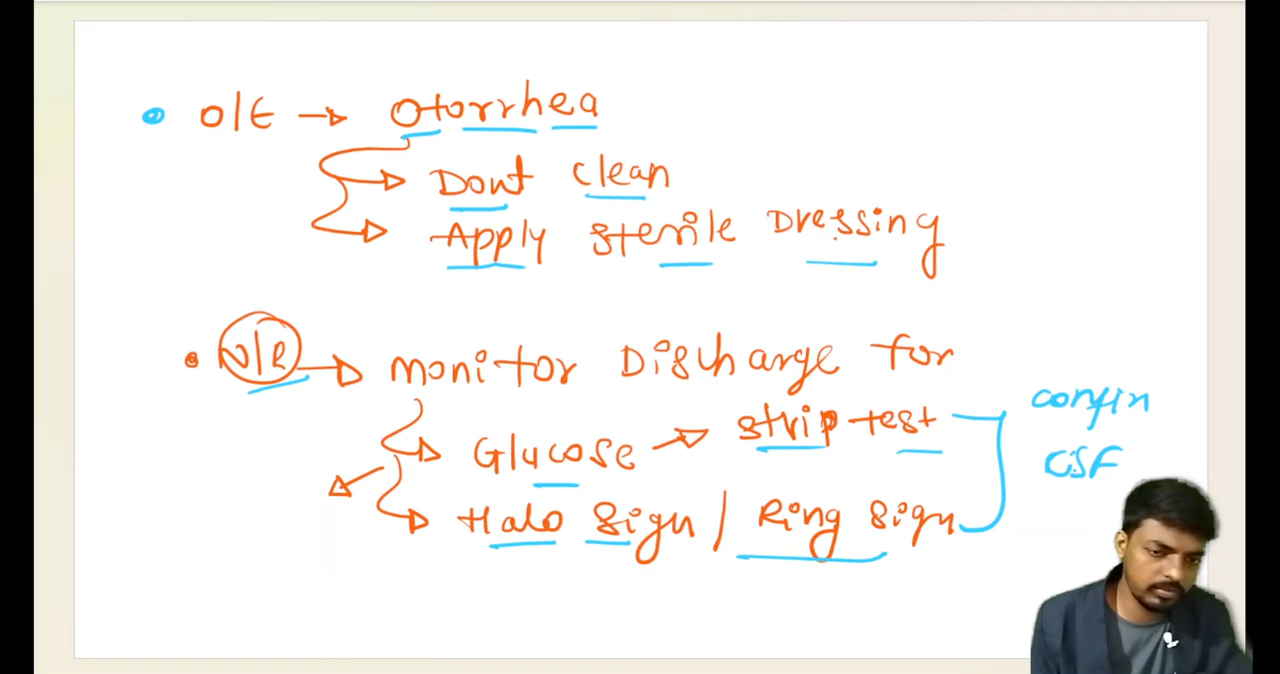 O/E → Otorrhea
→ Dont clean
→ Apply sterile Dressing
N/R → Monitor Discharge for
→ Glucose → strip test
confirm
CSF
→ Halo sign / Ring sign